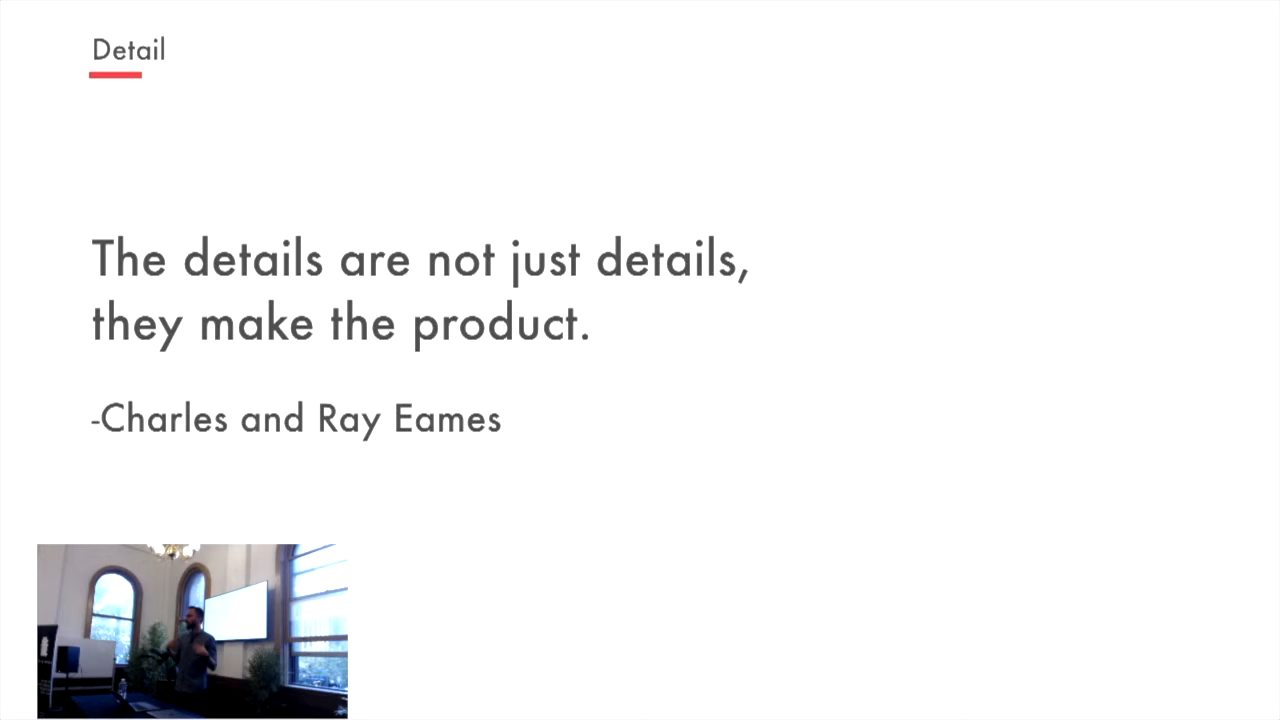 Detail
The details are not just details,
they make the product.
-Charles and Ray Eames